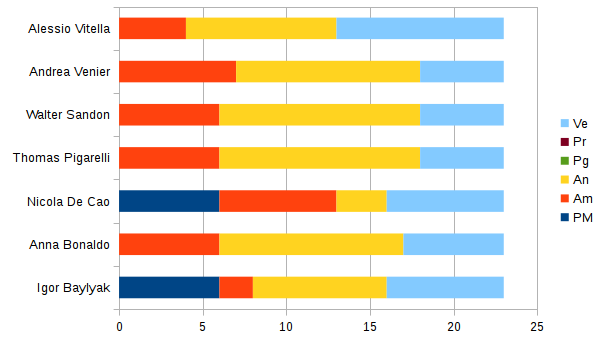 Alessio Vitella
Andrea Venier
Walter Sandon
Thomas Pigarelli
Nicola De Cao
Anna Bonaldo
Igor Baylyak
0 5 10 15 20 25
Ve
Pr
Pg
An
Am
PM